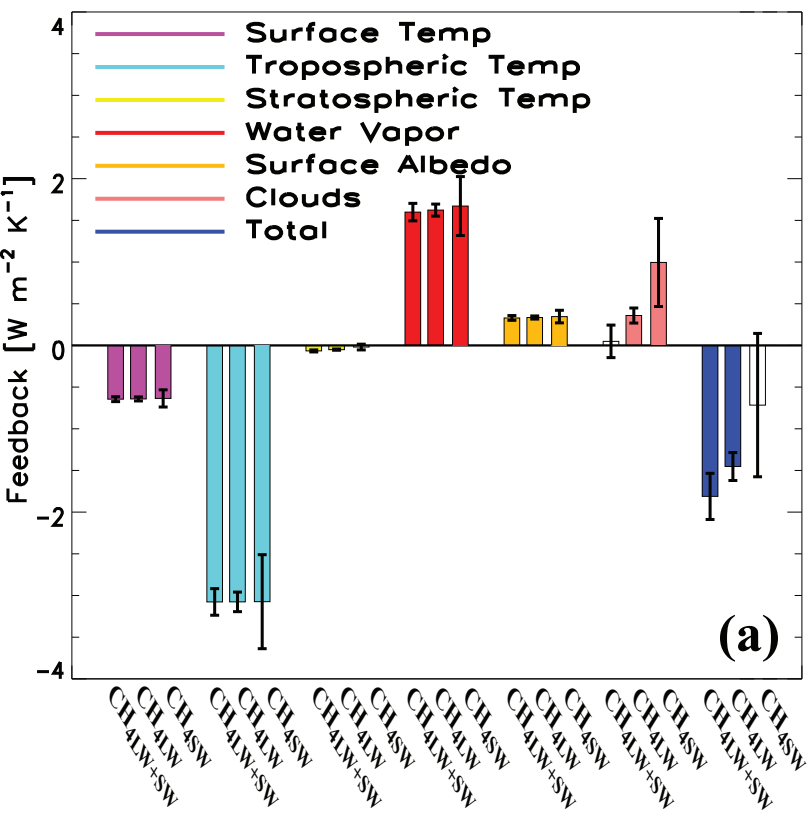 4
2
0
−2
−4
Feedback [W m⁻² K⁻¹]
Surface Temp
Tropospheric Temp
Stratospheric Temp
Water Vapor
Surface Albedo
Clouds
Total
(a)
CH₄LW+SW
CH₄LW
CH₄SW
CH₄LW+SW
CH₄LW
CH₄SW
CH₄LW+SW
CH₄LW
CH₄SW
CH₄LW+SW
CH₄LW
CH₄SW
CH₄LW+SW
CH₄LW
CH₄SW
CH₄LW+SW
CH₄LW
CH₄SW
CH₄LW+SW
CH₄LW
CH₄SW